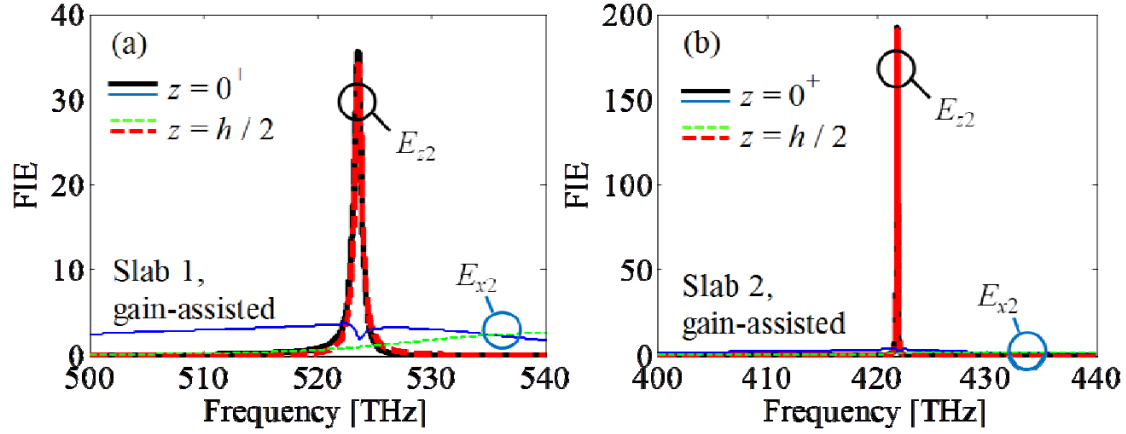 (a)
z = 0⁺
z = h / 2
E_z2
E_x2
Slab 1,
gain-assisted
FIE
40
30
20
10
0
500 510 520 530 540
Frequency [THz]
(b)
z = 0⁺
z = h / 2
E_z2
E_x2
Slab 2,
gain-assisted
FIE
200
150
100
50
0
400 410 420 430 440
Frequency [THz]